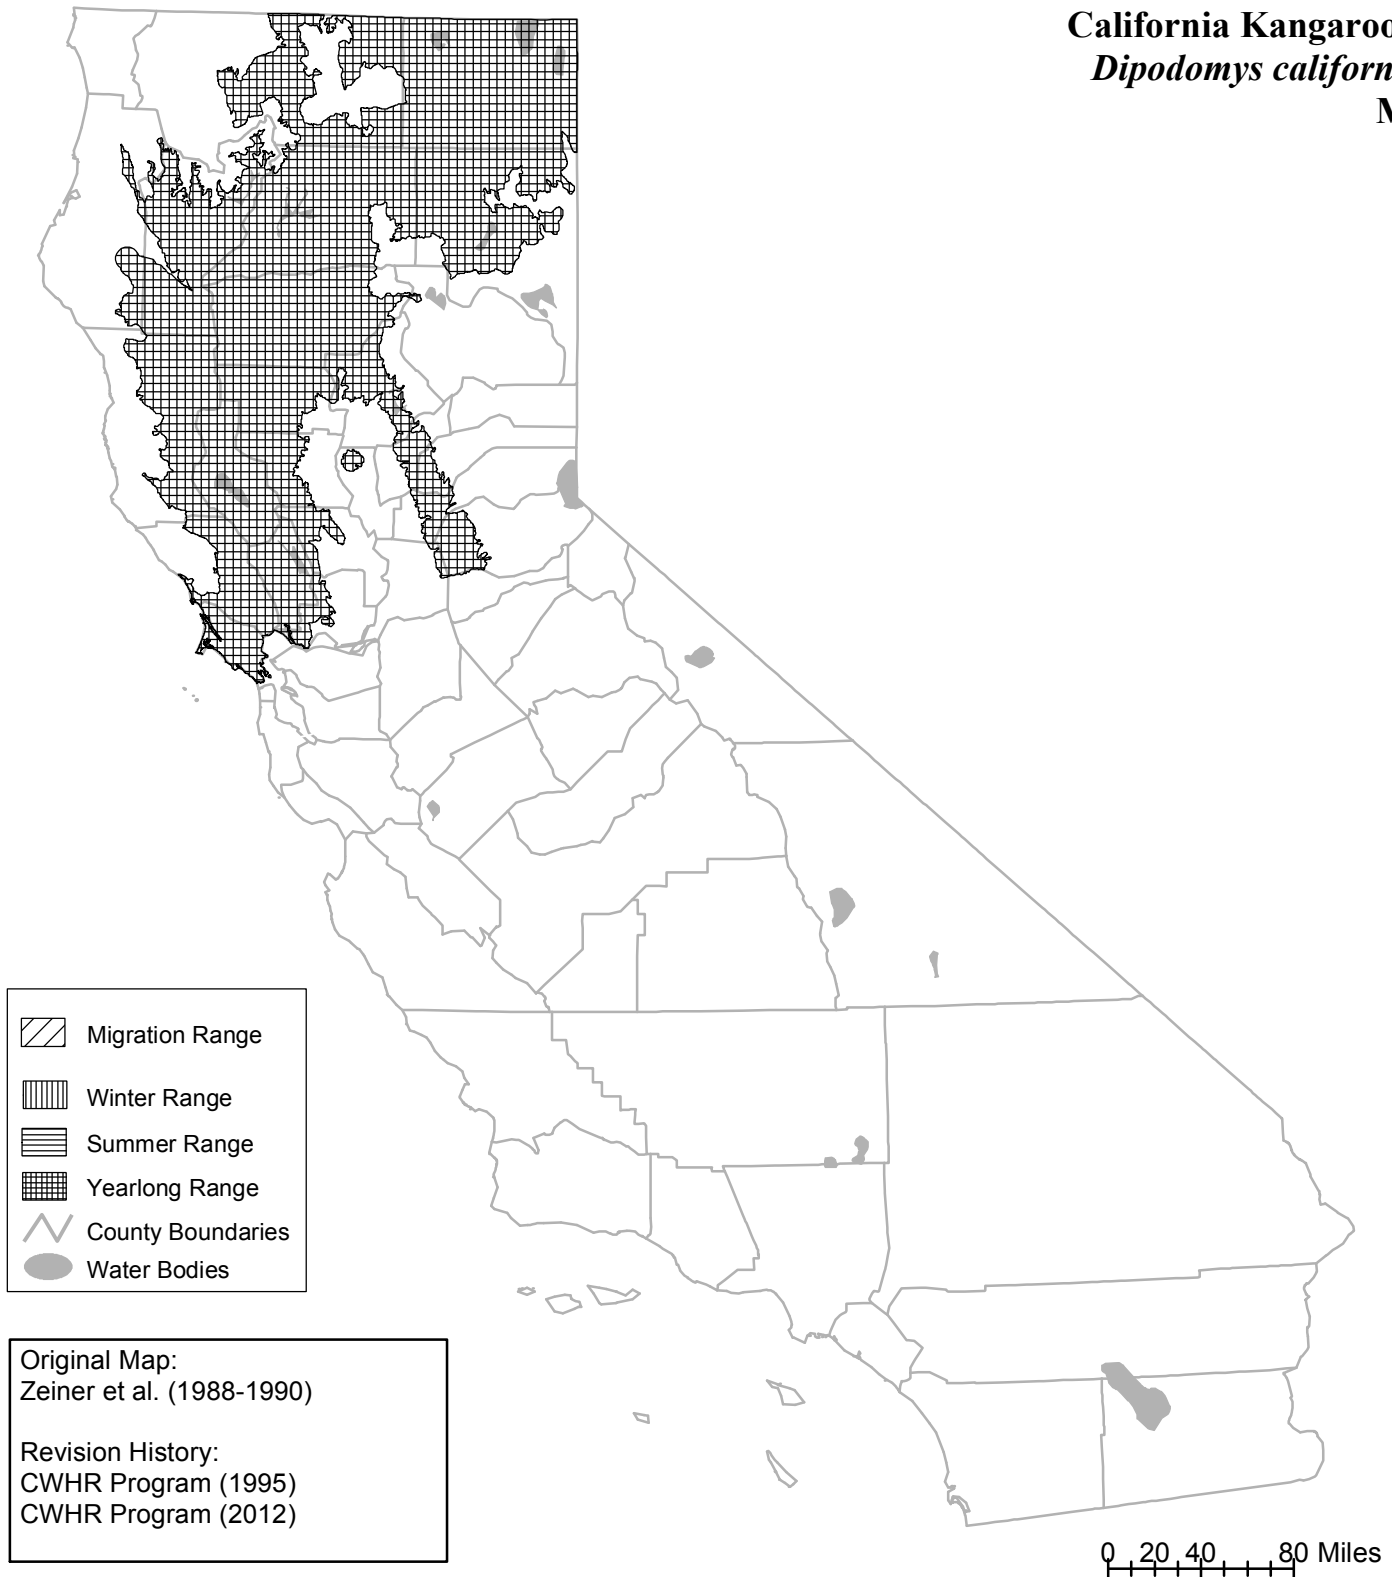 California Kangaroo
Dipodomys californ
M
Migration Range
Winter Range
Summer Range
Yearlong Range
County Boundaries
Water Bodies
Original Map:
Zeiner et al. (1988-1990)
Revision History:
CWHR Program (1995)
CWHR Program (2012)
0 20 40 80 Miles